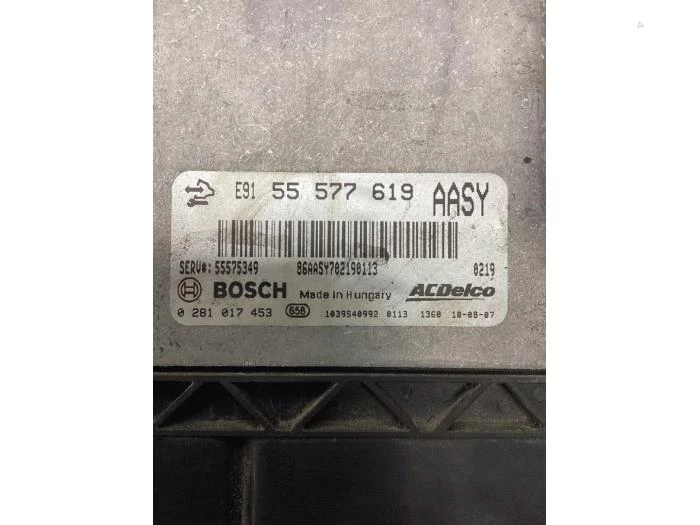 E91 55 577 619 AASY
SERV#: 55575349 86AASY702190113 0219
BOSCH Made in Hungary ACDelco
0 281 017 453 658 1039S40992 0113 1360 10-08-07